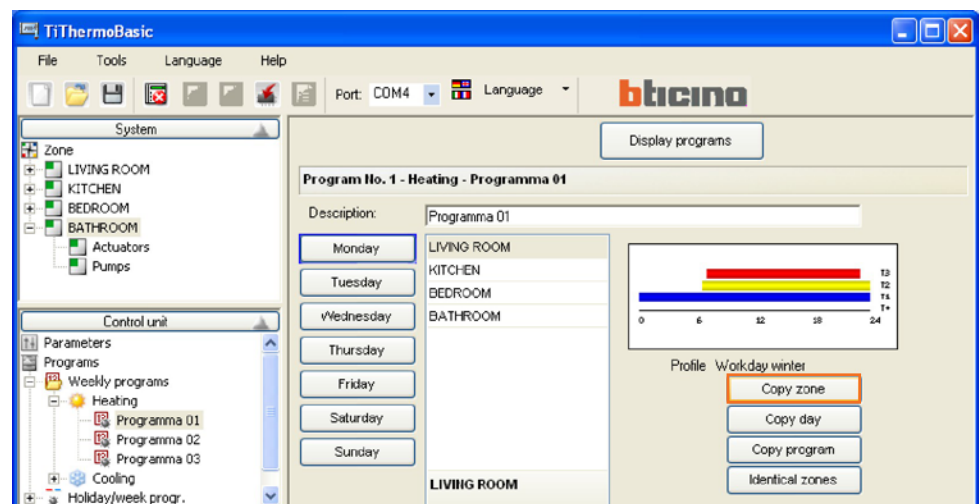 TiThermoBasic
File Tools Language Help
Port: COM4 Language
bticino
System
Zone
LIVING ROOM
KITCHEN
BEDROOM
BATHROOM
Actuators
Pumps
Control unit
Parameters
Programs
Weekly programs
Heating
Programma 01
Programma 02
Programma 03
Cooling
Holiday/week progr.
Display programs
Program No. 1 - Heating - Programma 01
Description: Programma 01
Monday
Tuesday
Wednesday
Thursday
Friday
Saturday
Sunday
LIVING ROOM
KITCHEN
BEDROOM
BATHROOM
LIVING ROOM
T3
T2
T1
T*
0 6 12 18 24
Profile Workday winter
Copy zone
Copy day
Copy program
Identical zones